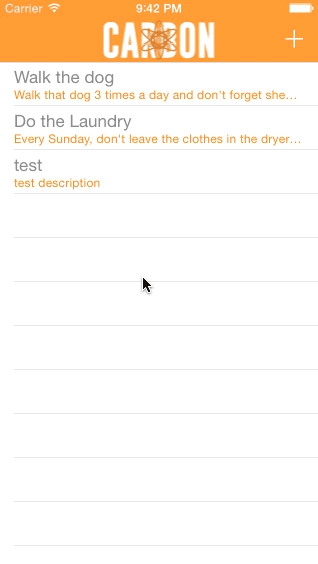 Carrier 9:42 PM
CARBON
Walk the dog
Walk that dog 3 times a day and don't forget she...
Do the Laundry
Every Sunday, don't leave the clothes in the dryer...
test
test description